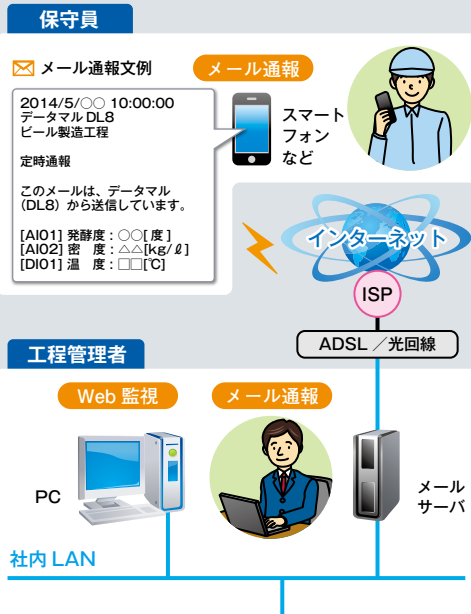 保守員
メール通報文例
メール通報
2014/5/○○ 10:00:00
データマル DL8
ビール製造工程
定時通報
このメールは、データマル
（DL8）から送信しています。
[AI01] 発酵度：○○[ 度 ]
[AI02] 密　度：△△[kg/ℓ]
[DI01] 温　度：□□[℃]
スマート
フォン
など
インターネット
ISP
ADSL ／光回線
工程管理者
Web 監視
メール通報
PC
メール
サーバ
社内 LAN